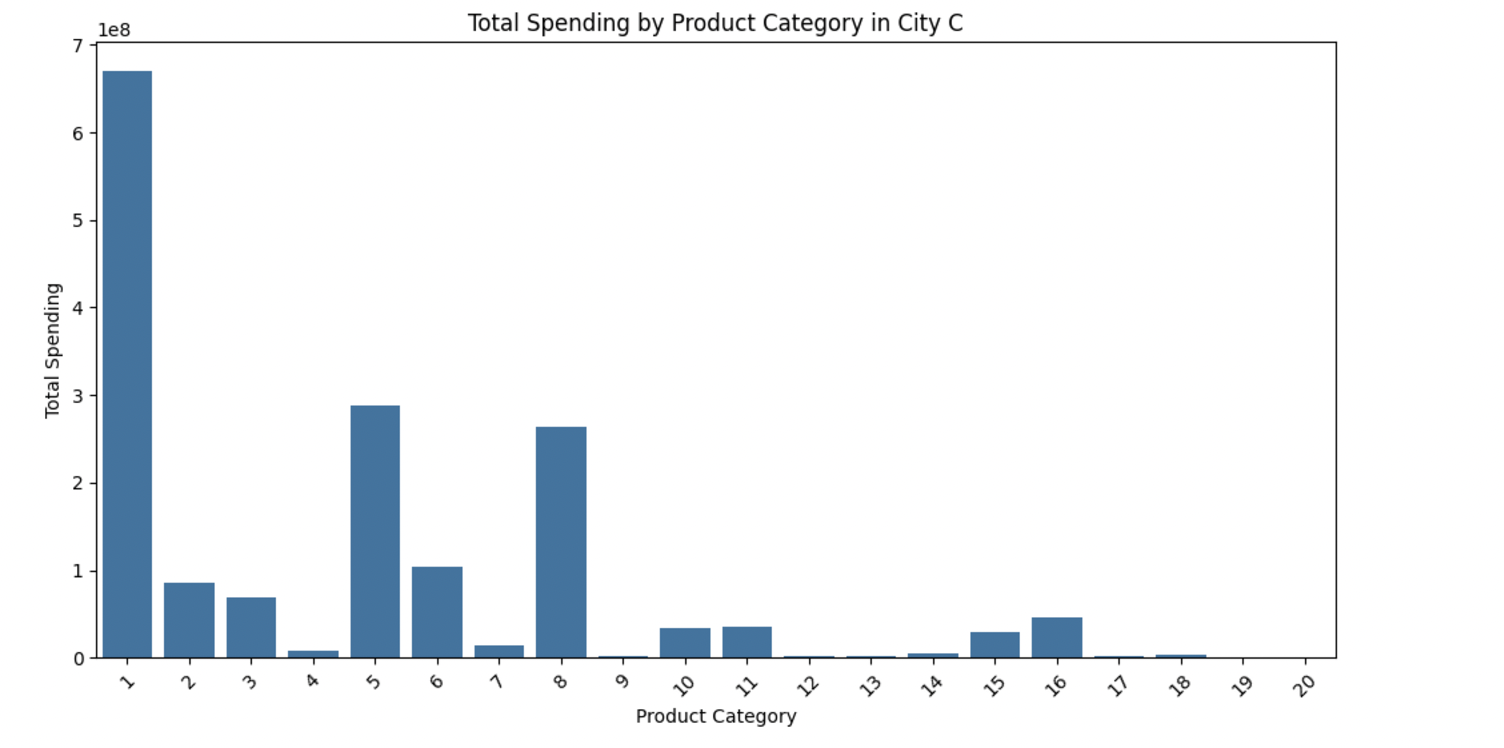 Total Spending by Product Category in City C
1e8
7
6
5
4
3
2
1
0
Total Spending
1 2 3 4 5 6 7 8 9 10 11 12 13 14 15 16 17 18 19 20
Product Category